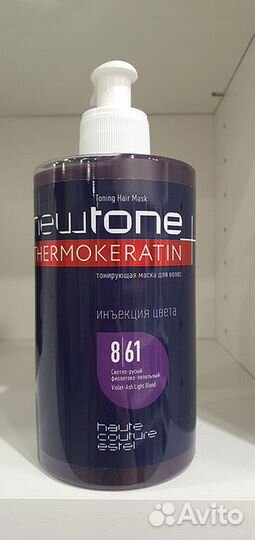 Toning Hair Mask
newtone
THERMOKERATIN
тонирующая маска для волос
инъекция цвета
8/61
Светло-русый
фиолетово-пепельный
Violet-Ash Light Blond
haute
couture
estel
Avito